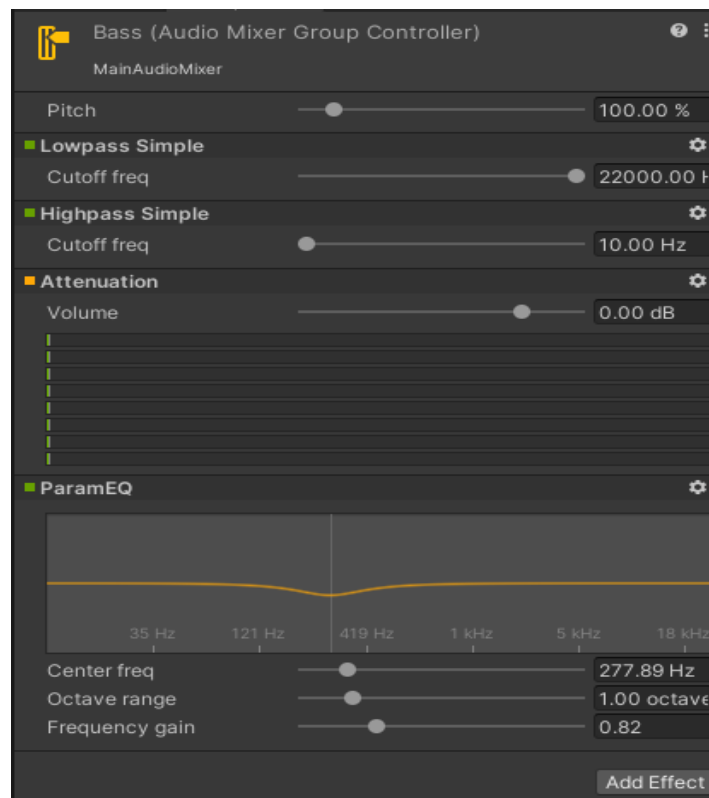 Bass (Audio Mixer Group Controller)
MainAudioMixer
Pitch 100.00 %
Lowpass Simple
Cutoff freq 22000.00 H
Highpass Simple
Cutoff freq 10.00 Hz
Attenuation
Volume 0.00 dB
ParamEQ
35 Hz 121 Hz 419 Hz 1 kHz 5 kHz 18 kHz
Center freq 277.89 Hz
Octave range 1.00 octave
Frequency gain 0.82
Add Effect